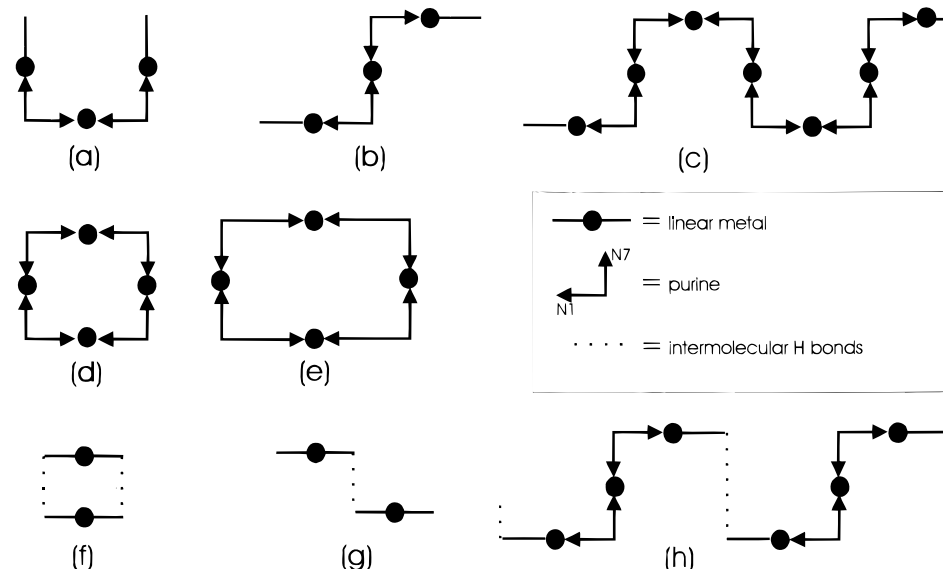 (a)
(b)
(c)
(d)
(e)
= linear metal
N7
= purine
N1
= intermolecular H bonds
(f)
(g)
(h)